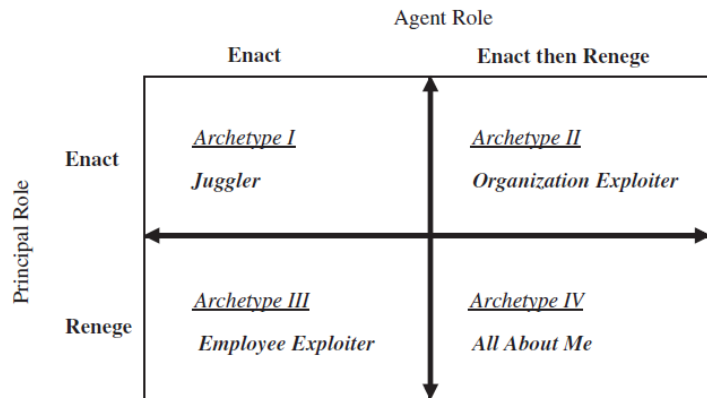 Agent Role
Enact
Enact then Renege
Principal Role
Enact
Archetype I
Juggler
Archetype II
Organization Exploiter
Renege
Archetype III
Employee Exploiter
Archetype IV
All About Me